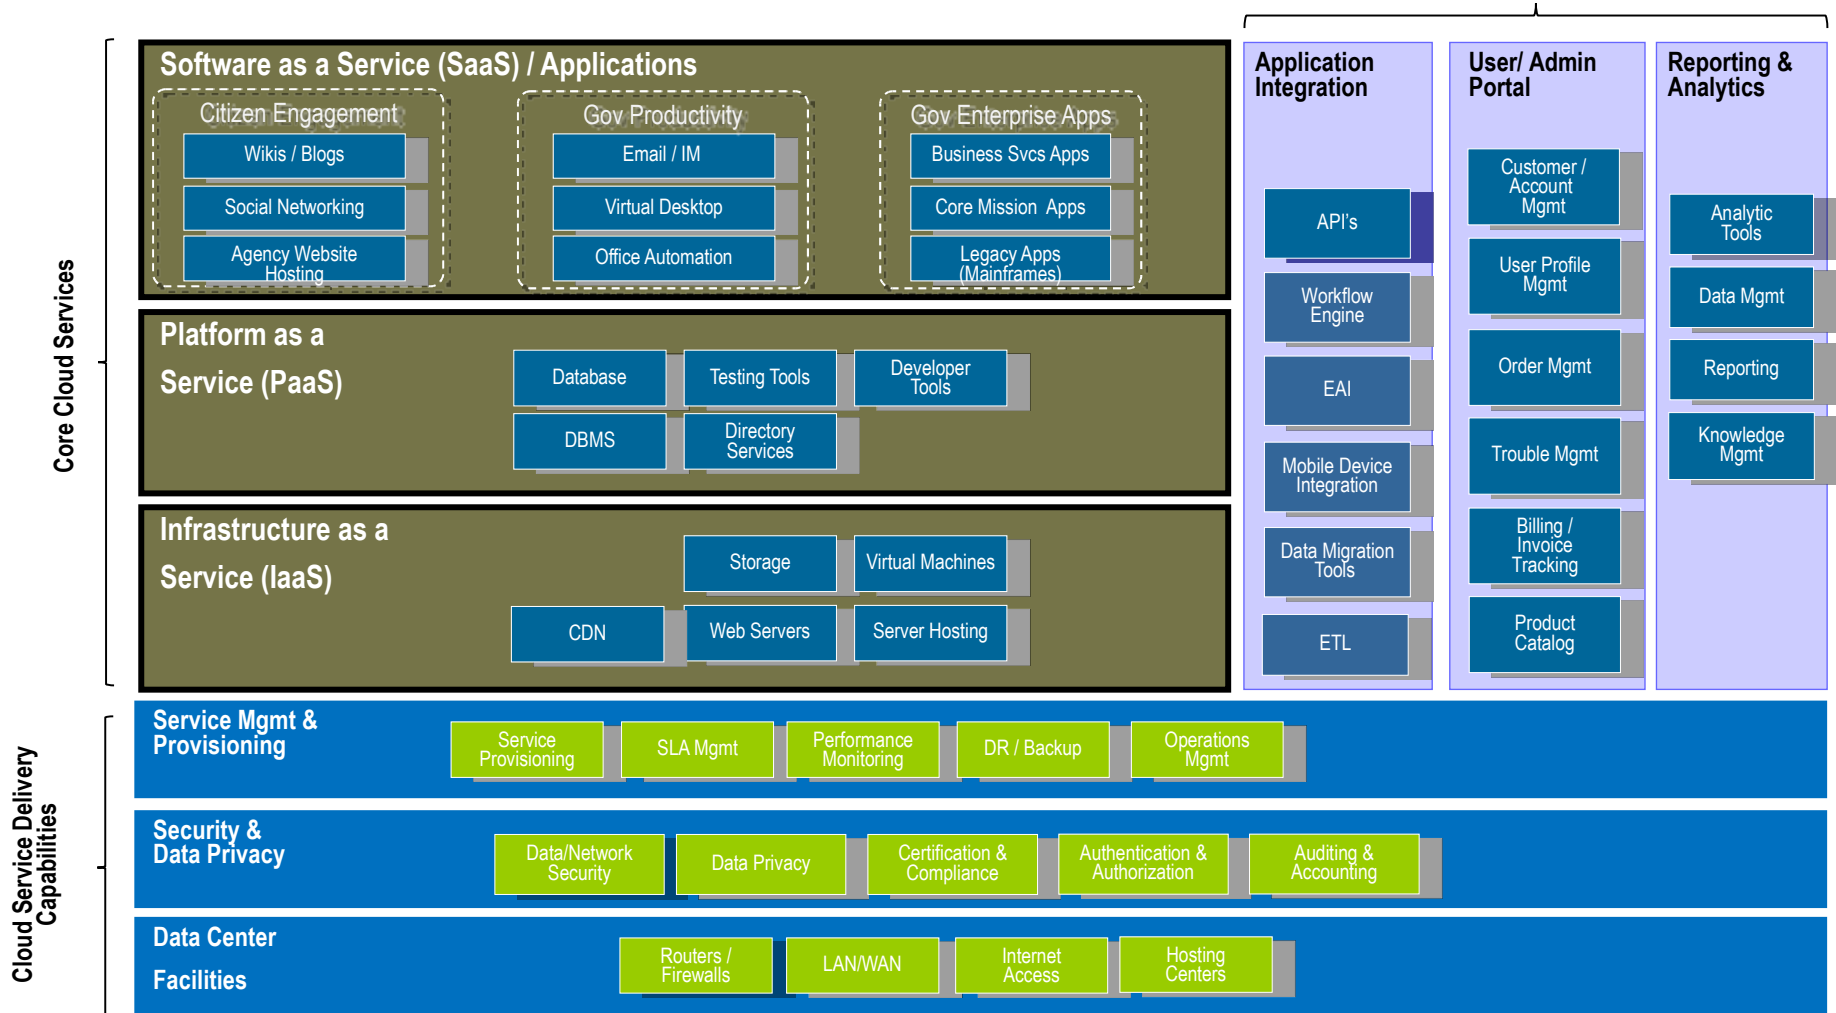 Core Cloud Services
Software as a Service (SaaS) / Applications
Citizen Engagement
Wikis / Blogs
Social Networking
Agency Website
Hosting
Gov Productivity
Email / IM
Virtual Desktop
Office Automation
Gov Enterprise Apps
Business Svcs Apps
Core Mission Apps
Legacy Apps
(Mainframes)
Platform as a
Service (PaaS)
Database
Testing Tools
Developer
Tools
DBMS
Directory
Services
Infrastructure as a
Service (IaaS)
Storage
Virtual Machines
CDN
Web Servers
Server Hosting
Application
Integration
API's
Workflow
Engine
EAI
Mobile Device
Integration
Data Migration
Tools
ETL
User/ Admin
Portal
Customer /
Account
Mgmt
User Profile
Mgmt
Order Mgmt
Trouble Mgmt
Billing /
Invoice
Tracking
Product
Catalog
Reporting &
Analytics
Analytic
Tools
Data Mgmt
Reporting
Knowledge
Mgmt
Cloud Service Delivery
Capabilities
Service Mgmt &
Provisioning
Service
Provisioning
SLA Mgmt
Performance
Monitoring
DR / Backup
Operations
Mgmt
Security &
Data Privacy
Data/Network
Security
Data Privacy
Certification &
Compliance
Authentication &
Authorization
Auditing &
Accounting
Data Center
Facilities
Routers /
Firewalls
LAN/WAN
Internet
Access
Hosting
Centers